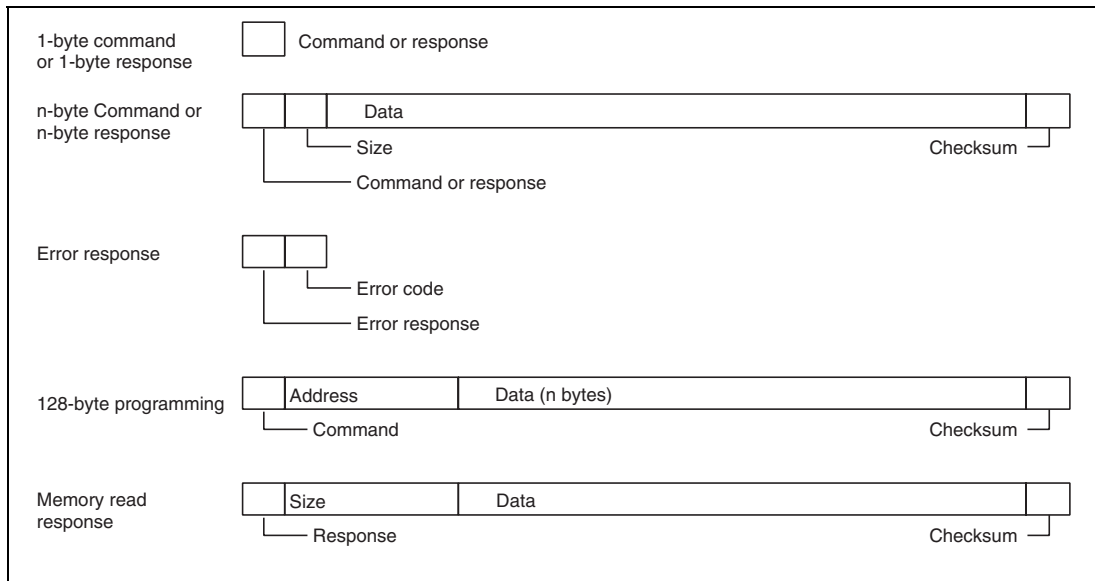 1-byte command
or 1-byte response
Command or response
n-byte Command or
n-byte response
Data
Size
Checksum
Command or response
Error response
Error code
Error response
128-byte programming
Address
Data (n bytes)
Command
Checksum
Memory read
response
Size
Data
Response
Checksum